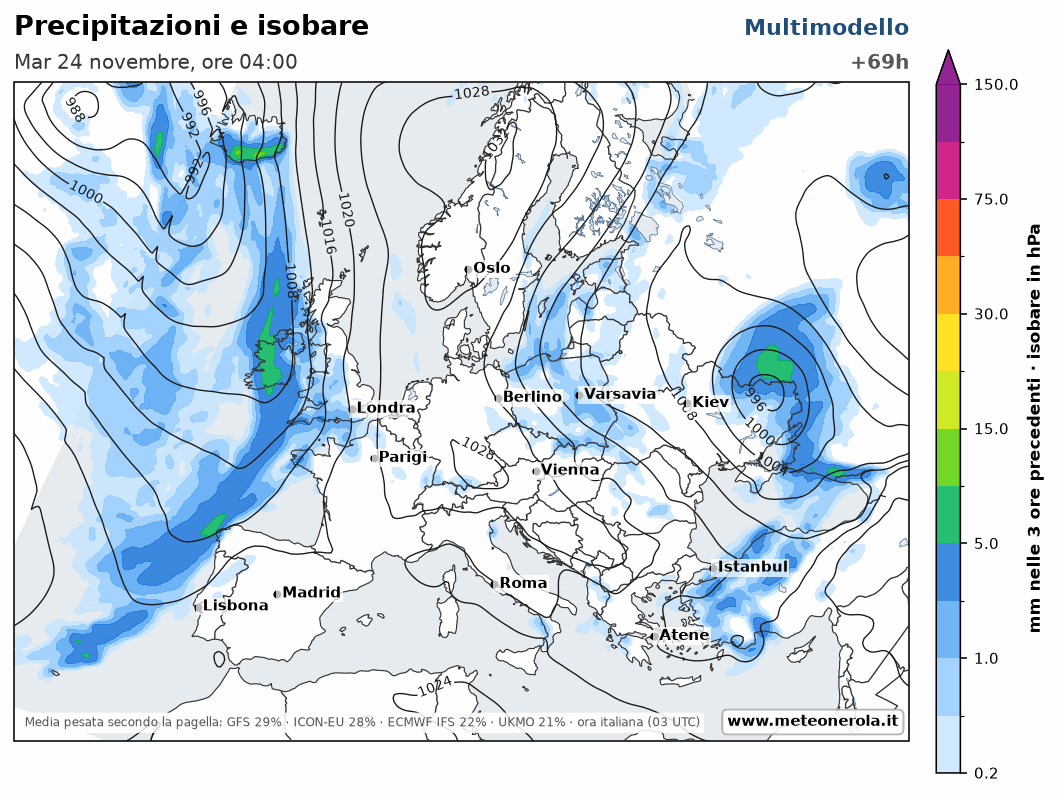 Precipitazioni e isobare
Multimodello
Mar 24 novembre, ore 04:00
+69h
1028
988
996
992
992
1000
1020
1016
1008
Oslo
Londra
Berlino
Varsavia
Kiev
996
1000
1028
Parigi
Vienna
Madrid
Lisbona
Roma
Istanbul
Atene
1024
Media pesata secondo la pagella: GFS 29% · ICON-EU 28% · ECMWF IFS 22% · UKMO 21% · ora italiana (03 UTC)
www.meteonerola.it
150.0
75.0
30.0
15.0
5.0
1.0
0.2
mm nelle 3 ore precedenti · isobare in hPa